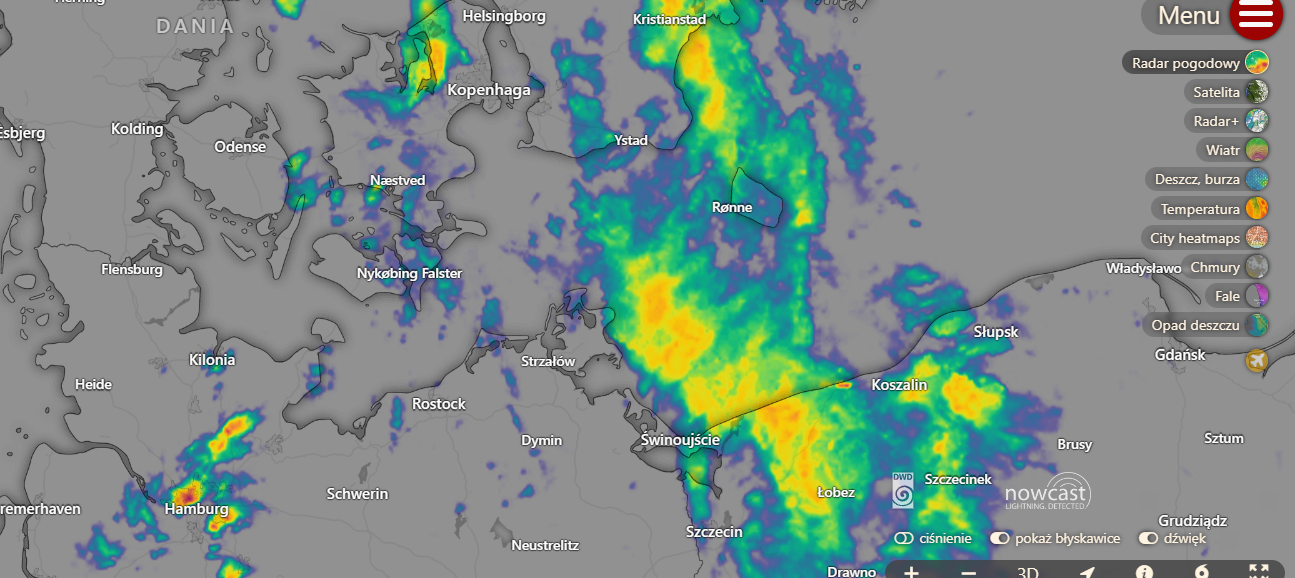 Helsingborg
Kristianstad
Menu
DANIA
Radar pogodowy
Kopenhaga
Satelita
Radar+
Kolding
Esbjerg
Odense
Ystad
Wiatr
Næstved
Deszcz, burza
Rønne
Temperatura
City heatmaps
Flensburg
Nykøbing Falster
Władysławo
Chmury
Fale
Opad deszczu
Słupsk
Gdańsk
Kilonia
Strzałów
Heide
Koszalin
Rostock
Dymin
Świnoujście
Brusy
Sztum
DWD
Szczecinek
Schwerin
Łobez
nowcast
LIGHTNING. DETECTED.
remerhaven
Hamburg
Grudziądz
Szczecin
ciśnienie
pokaż błyskawice
dźwięk
Neustrelitz
Drawno
+
−
3D